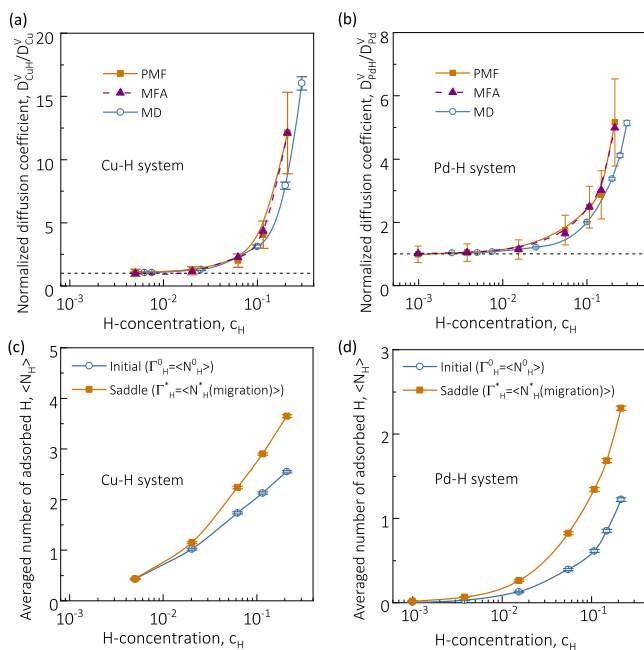 (a)
Normalized diffusion coefficient, D^V_CuH/D^V_Cu
20
15
10
5
1
PMF
MFA
MD
Cu-H system
10^-3
10^-2
10^-1
H-concentration, c_H
(b)
Normalized diffusion coefficient, D^V_PdH/D^V_Pd
8
6
4
2
1
0
PMF
MFA
MD
Pd-H system
10^-3
10^-2
10^-1
H-concentration, c_H
(c)
Averaged number of adsorbed H, <N_H>
5
4
3
2
1
0
Initial (Γ^0_H=<N^0_H>)
Saddle (Γ^*_H=<N^*_H(migration)>)
Cu-H system
10^-3
10^-2
10^-1
H-concentration, c_H
(d)
Averaged number of adsorbed H, <N_H>
3
2
1
0
Initial (Γ^0_H=<N^0_H>)
Saddle (Γ^*_H=<N^*_H(migration)>)
Pd-H system
10^-3
10^-2
10^-1
H-concentration, c_H